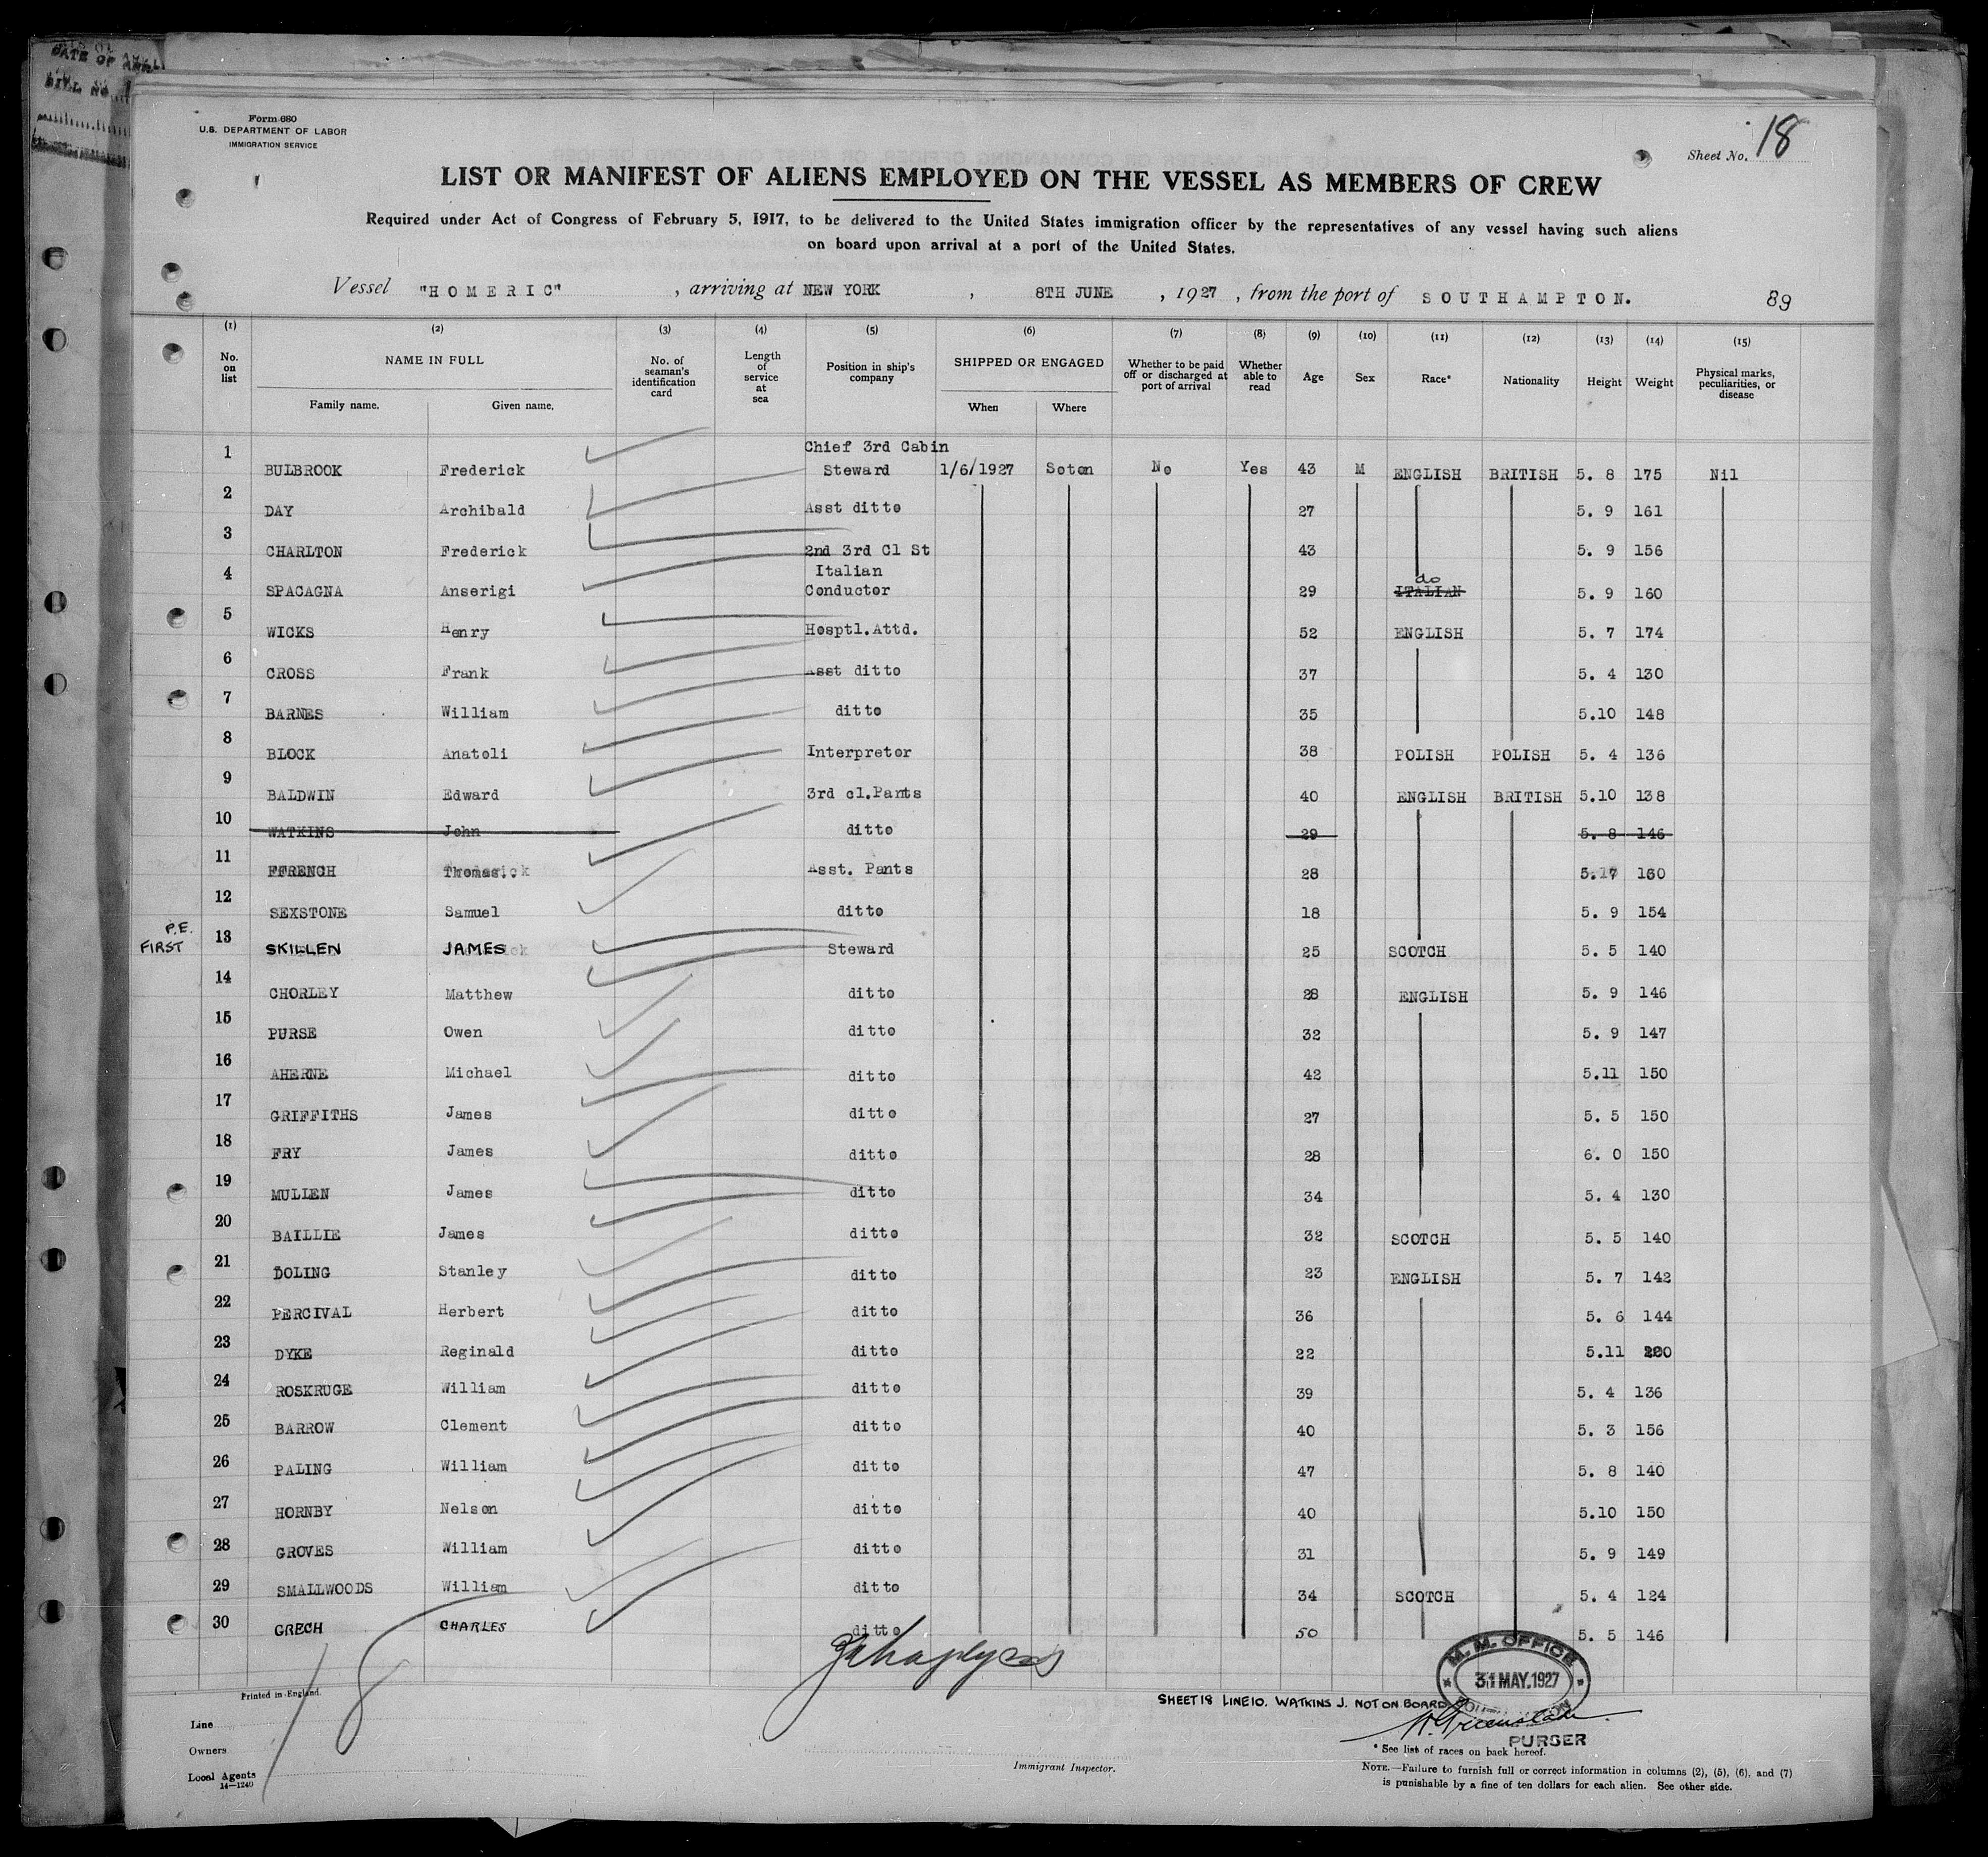 DATE OF
BILL NO
Form 680
U.S. DEPARTMENT OF LABOR
IMMIGRATION SERVICE
Sheet No. 18
LIST OR MANIFEST OF ALIENS EMPLOYED ON THE VESSEL AS MEMBERS OF CREW
Required under Act of Congress of February 5, 1917, to be delivered to the United States immigration officer by the representatives of any vessel having such aliens
on board upon arrival at a port of the United States.
Vessel "HOMERIC", arriving at NEW YORK, 8TH JUNE, 1927, from the port of SOUTHAMPTON. 89
(1) (2) (3) (4) (5) (6) (7) (8) (9) (10) (11) (12) (13) (14) (15)
No. on list NAME IN FULL Family name. Given name. No. of seaman's identification card Length of service at sea Position in ship's company SHIPPED OR ENGAGED When Where Whether to be paid off or discharged at port of arrival Whether able to read Age Sex Race* Nationality Height Weight Physical marks, peculiarities, or disease
1 BULBROOK Frederick Chief 3rd Cabin Steward 1/6/1927 Soton No Yes 43 M ENGLISH BRITISH 5. 8 175 Nil
2 DAY Archibald Asst ditto 27 5. 9 161
3 CHARLTON Frederick 2nd 3rd Cl St 43 5. 9 156
4 SPACAGNA Anserigi Italian Conductor 29 ITALIAN do 5. 9 160
5 WICKS Henry Hosptl.Attd. 52 ENGLISH 5. 7 174
6 CROSS Frank Asst ditto 37 5. 4 130
7 BARNES William ditto 35 5.10 148
8 BLOCK Anatoli Interpretor 38 POLISH POLISH 5. 4 136
9 BALDWIN Edward 3rd cl.Pants 40 ENGLISH BRITISH 5.10 138
10 WATKINS John ditto 29 5. 8 146
11 FFRENCH Thomas Asst. Pants 28 160
12 SEXSTONE Samuel ditto 18 5. 9 154
P.E. FIRST 13 SKILLEN JAMES Steward 25 SCOTCH 5. 5 140
14 CHORLEY Matthew ditto 28 ENGLISH 5. 9 146
15 PURSE Owen ditto 32 5. 9 147
16 AHERNE Michael ditto 42 5.11 150
17 GRIFFITHS James ditto 27 5. 5 150
18 FRY James ditto 28 6. 0 150
19 MULLEN James ditto 34 5. 4 130
20 BAILLIE James ditto 32 SCOTCH 5. 5 140
21 DOLING Stanley ditto 23 ENGLISH 5. 7 142
22 PERCIVAL Herbert ditto 36 5. 6 144
23 DYKE Reginald ditto 22 5.11
24 ROSKRUGE William ditto 39 5. 4 136
25 BARROW Clement ditto 40 5. 3 156
26 PALING William ditto 47 5. 8 140
27 HORNBY Nelson ditto 40 5.10 150
28 GROVES William ditto 31 5. 9 149
29 SMALLWOODS William ditto 34 SCOTCH 5. 4 124
30 GRECH CHARLES ditto 50 5. 5 146
18
M. M. OFFICE
31 MAY. 1927
Printed in England.
SHEET 18 LINE 10. WATKINS J. NOT ON BOARD
PURSER
Line
Owners
Local Agents
14—1240
Immigrant Inspector.
* See list of races on back hereof.
NOTE.—Failure to furnish full or correct information in columns (2), (5), (6), and (7)
is punishable by a fine of ten dollars for each alien. See other side.